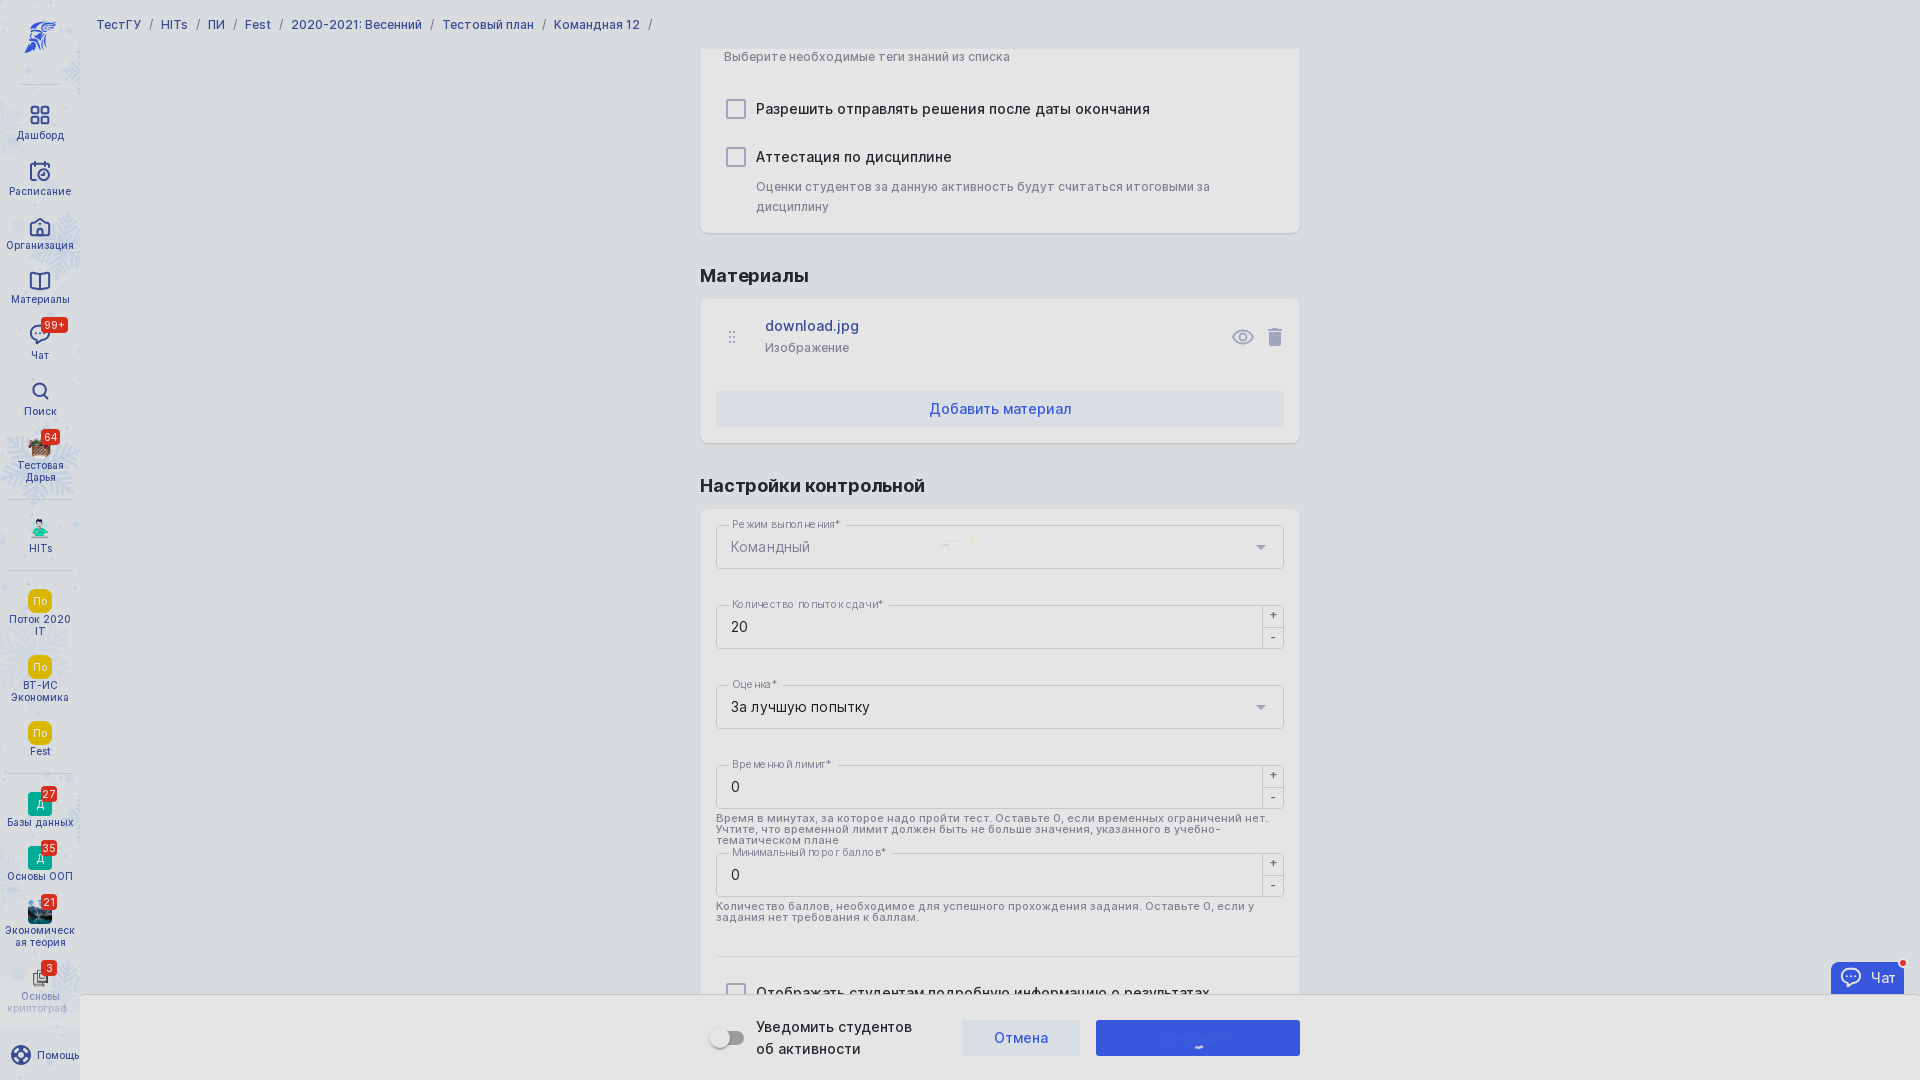 ТестГУ / HITs / ПИ / Fest / 2020-2021: Весенний / Тестовый план / Командная 12 /
Дашборд
Расписание
Организация
Материалы
99+
Чат
Поиск
64
Тестовая
Дарья
HITs
По
Поток 2020
IT
По
ВТ-ИС
Экономика
По
Fest
27
Д
Базы данных
35
Д
Основы ООП
21
Экономическ
ая теория
3
Основы
криптограф...
Помощь
Выберите необходимые теги знаний из списка
Разрешить отправлять решения после даты окончания
Аттестация по дисциплине
Оценки студентов за данную активность будут считаться итоговыми за
дисциплину
Материалы
download.jpg
Изображение
Добавить материал
Настройки контрольной
Режим выполнения*
Командный
Количество попыток сдачи*
20
+
-
Оценка*
За лучшую попытку
Временной лимит*
0
+
-
Время в минутах, за которое надо пройти тест. Оставьте 0, если временных ограничений нет.
Учтите, что временной лимит должен быть не больше значения, указанного в учебно-
тематическом плане
Минимальный порог баллов*
0
+
-
Количество баллов, необходимое для успешного прохождения задания. Оставьте 0, если у
задания нет требования к баллам.
Отображать студентам подробную информацию о результатах
Чат
Уведомить студентов
об активности
Отмена